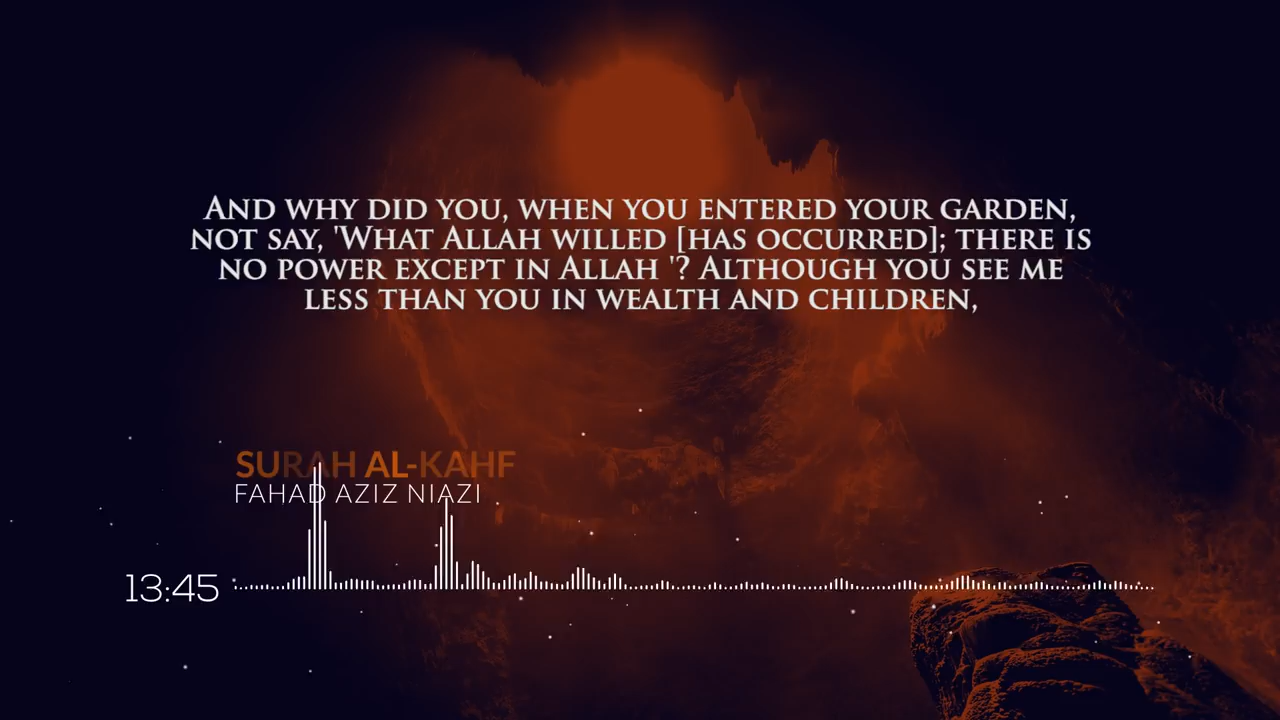 And why did you, when you entered your garden,
not say, 'What Allah willed [has occurred]; there is
no power except in Allah '? Although you see me
less than you in wealth and children,
SURAH AL-KAHF
FAHAD AZIZ NIAZI
13:45